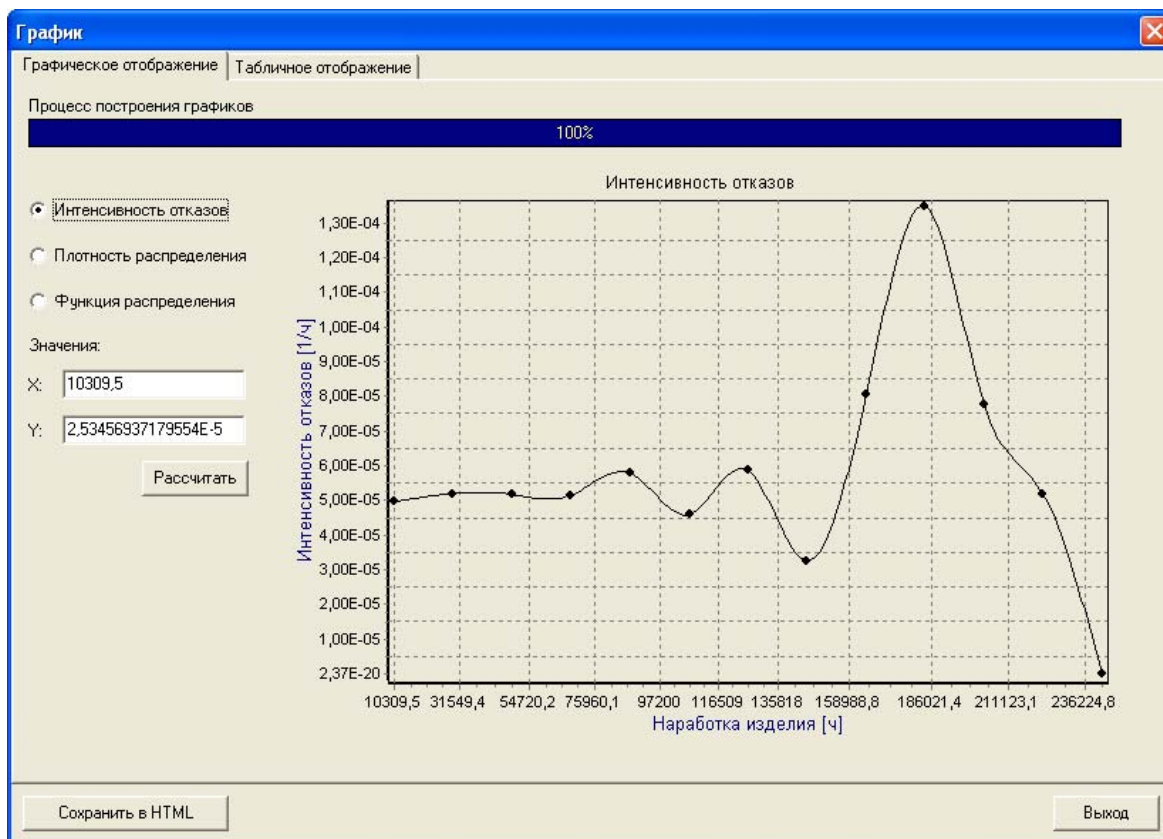 График
Графическое отображение
Табличное отображение
Процесс построения графиков
100%
Интенсивность отказов
Плотность распределения
Функция распределения
Значения:
X: 10309,5
Y: 2,53456937179554E-5
Рассчитать
Интенсивность отказов
Интенсивность отказов [1/ч]
1,30E-04
1,20E-04
1,10E-04
1,00E-04
9,00E-05
8,00E-05
7,00E-05
6,00E-05
5,00E-05
4,00E-05
3,00E-05
2,00E-05
1,00E-05
2,37E-20
10309,5 31549,4 54720,2 75960,1 97200 116509 135818 158988,8 186021,4 211123,1 236224,8
Наработка изделия [ч]
Сохранить в HTML
Выход